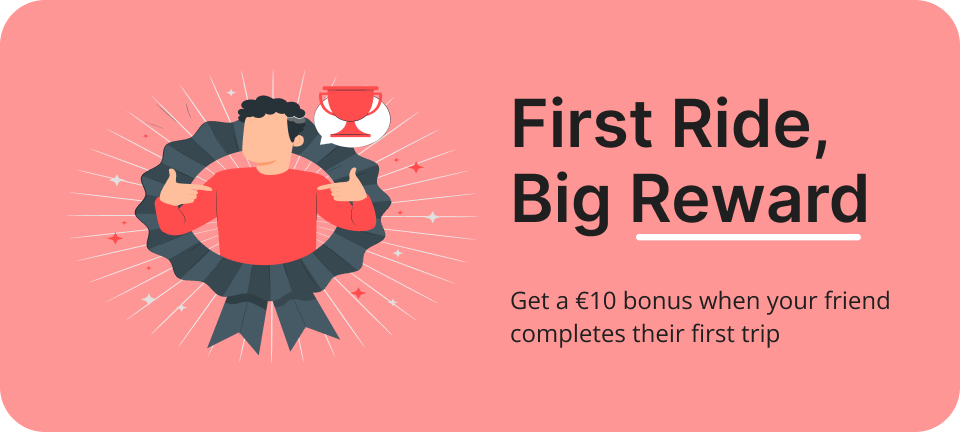 First Ride,
Big Reward
Get a €10 bonus when your friend
completes their first trip